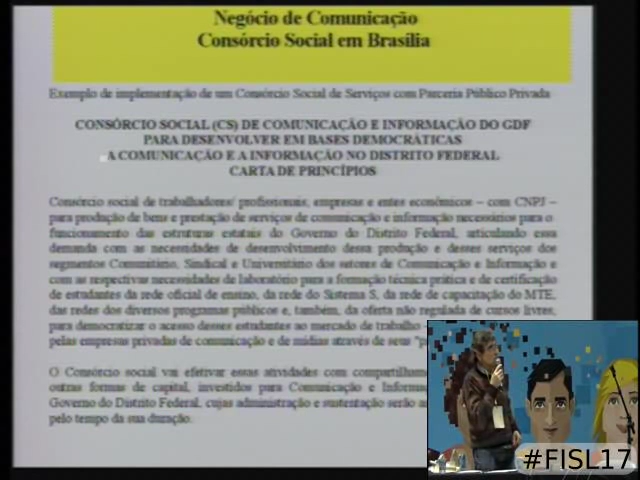 Negócio de Comunicação
Consórcio Social em Brasília
Exemplo de implementação de um Consórcio Social de Serviços com Parceria Público Privada
CONSÓRCIO SOCIAL (CS) DE COMUNICAÇÃO E INFORMAÇÃO DO GDF
PARA DESENVOLVER EM BASES DEMOCRÁTICAS
A COMUNICAÇÃO E A INFORMAÇÃO NO DISTRITO FEDERAL
CARTA DE PRINCÍPIOS
Consórcio social de trabalhadores/ profissionais, empresas e entes econômicos – com CNPJ –
para produção de bens e prestação de serviços de comunicação e informação necessários para o
funcionamento das estruturas estatais do Governo do Distrito Federal, articulando essa
demanda com as necessidades de desenvolvimento dessa produção e desses serviços dos
segmentos Comunitário, Sindical e Universitário dos setores de Comunicação e Informação e
com as respectivas necessidades de laboratório para a formação técnica prática e de certificação
de estudantes da rede oficial de ensino, da rede do Sistema S, da rede de capacitação do MTE,
das redes dos diversos programas públicos e, também, da oferta não regulada de cursos livres,
para democratizar o acesso desses estudantes ao mercado de trabalho
pelas empresas privadas de comunicação e de mídias através de seus "p
O Consórcio social vai efetivar essas atividades com compartilham
outras formas de capital, investidos para Comunicação e Informa
Governo do Distrito Federal, cujas administração e sustentação serão a
pelo tempo da sua duração.
#FISL17